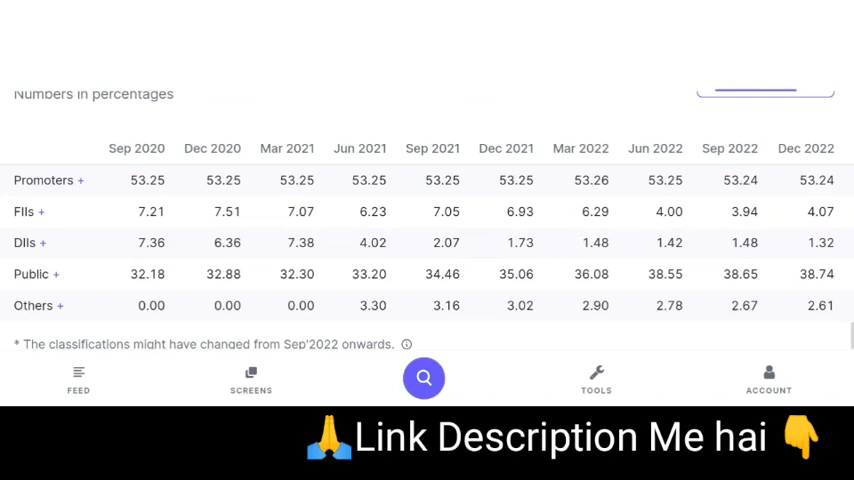 Numbers in percentages
Sep 2020 Dec 2020 Mar 2021 Jun 2021 Sep 2021 Dec 2021 Mar 2022 Jun 2022 Sep 2022 Dec 2022
Promoters + 53.25 53.25 53.25 53.25 53.25 53.25 53.26 53.25 53.24 53.24
FIIs + 7.21 7.51 7.07 6.23 7.05 6.93 6.29 4.00 3.94 4.07
DIIs + 7.36 6.36 7.38 4.02 2.07 1.73 1.48 1.42 1.48 1.32
Public + 32.18 32.88 32.30 33.20 34.46 35.06 36.08 38.55 38.65 38.74
Others + 0.00 0.00 0.00 3.30 3.16 3.02 2.90 2.78 2.67 2.61
* The classifications might have changed from Sep'2022 onwards.
FEED SCREENS TOOLS ACCOUNT
🙏Link Description Me hai 👇